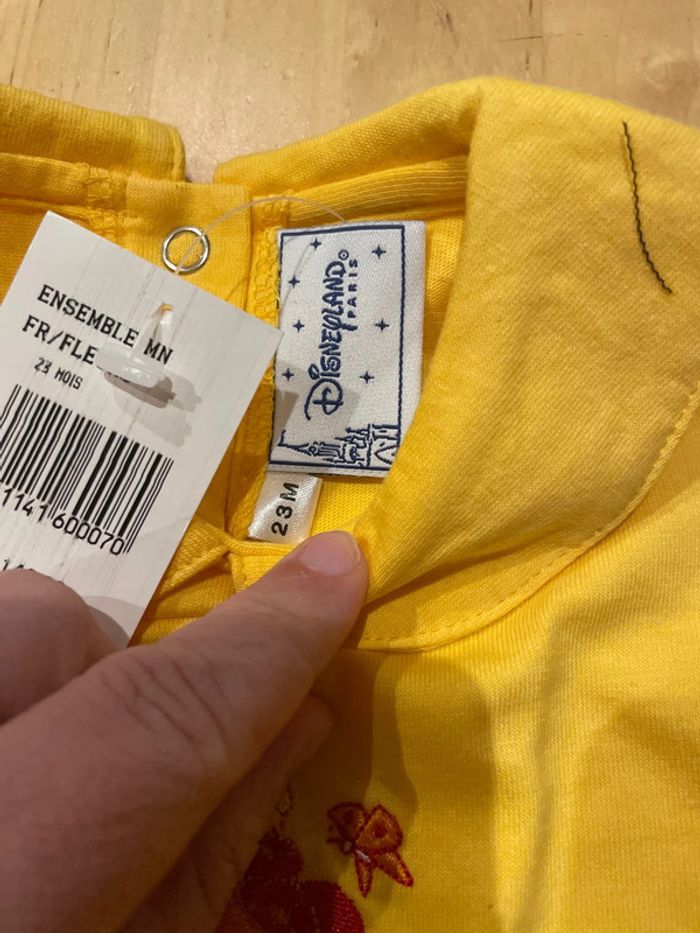 ENSEMBLE MN
FR/FLE
23 MOIS
1141600070
DISNEYLAND
PARIS
23M